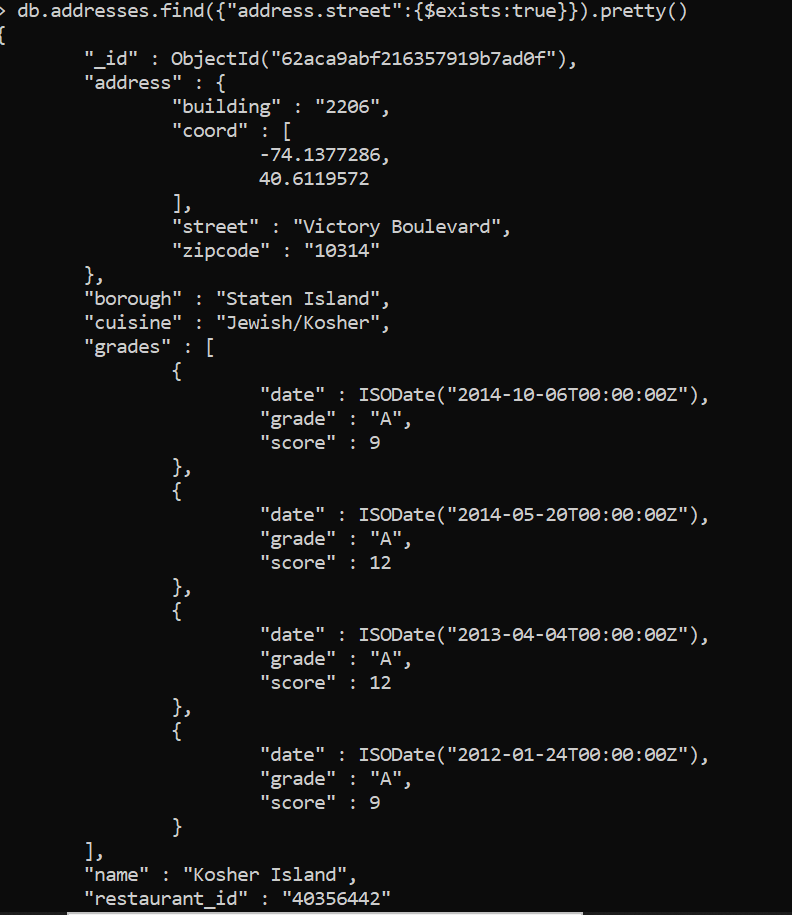 > db.addresses.find({"address.street":{$exists:true}}).pretty()
{
"_id" : ObjectId("62aca9abf216357919b7ad0f"),
"address" : {
"building" : "2206",
"coord" : [
-74.1377286,
40.6119572
],
"street" : "Victory Boulevard",
"zipcode" : "10314"
},
"borough" : "Staten Island",
"cuisine" : "Jewish/Kosher",
"grades" : [
{
"date" : ISODate("2014-10-06T00:00:00Z"),
"grade" : "A",
"score" : 9
},
{
"date" : ISODate("2014-05-20T00:00:00Z"),
"grade" : "A",
"score" : 12
},
{
"date" : ISODate("2013-04-04T00:00:00Z"),
"grade" : "A",
"score" : 12
},
{
"date" : ISODate("2012-01-24T00:00:00Z"),
"grade" : "A",
"score" : 9
}
],
"name" : "Kosher Island",
"restaurant_id" : "40356442"